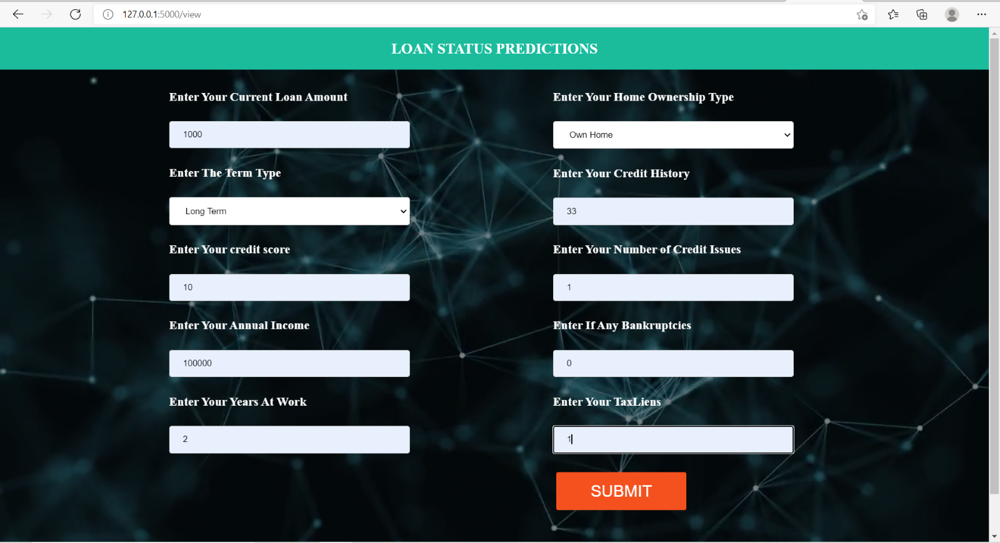 127.0.0.1:5000/view
LOAN STATUS PREDICTIONS
Enter Your Current Loan Amount
1000
Enter The Term Type
Long Term
Enter Your credit score
10
Enter Your Annual Income
100000
Enter Your Years At Work
2
Enter Your Home Ownership Type
Own Home
Enter Your Credit History
33
Enter Your Number of Credit Issues
1
Enter If Any Bankruptcies
0
Enter Your TaxLiens
1
SUBMIT